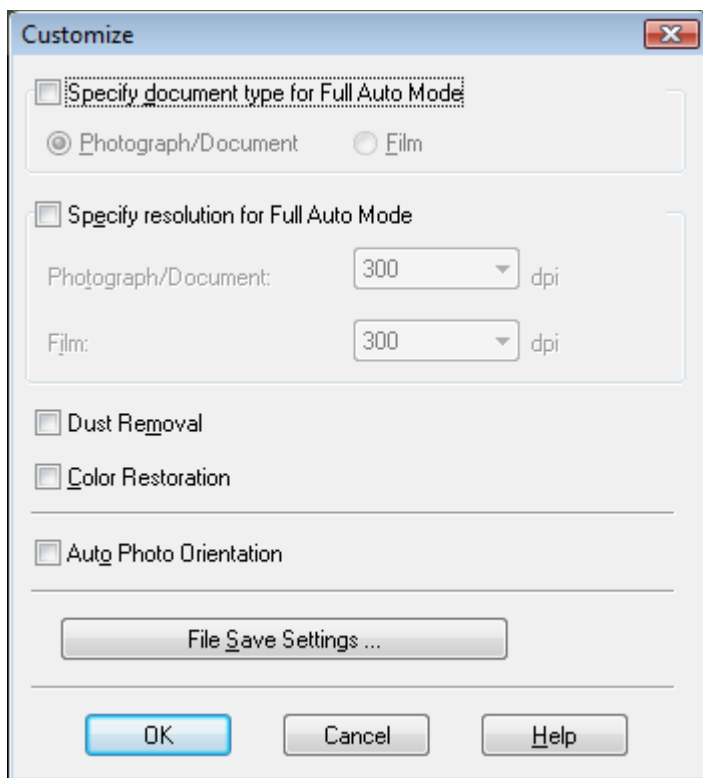 Customize
Specify document type for Full Auto Mode
Photograph/Document Film
Specify resolution for Full Auto Mode
Photograph/Document: 300 dpi
Film: 300 dpi
Dust Removal
Color Restoration
Auto Photo Orientation
File Save Settings ...
OK Cancel Help